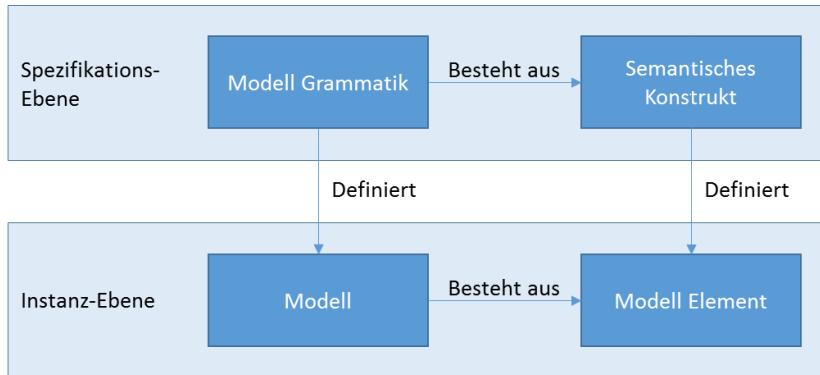 Spezifikations-
Ebene
Modell Grammatik
Besteht aus
Semantisches
Konstrukt
Definiert
Definiert
Instanz-Ebene
Modell
Besteht aus
Modell Element